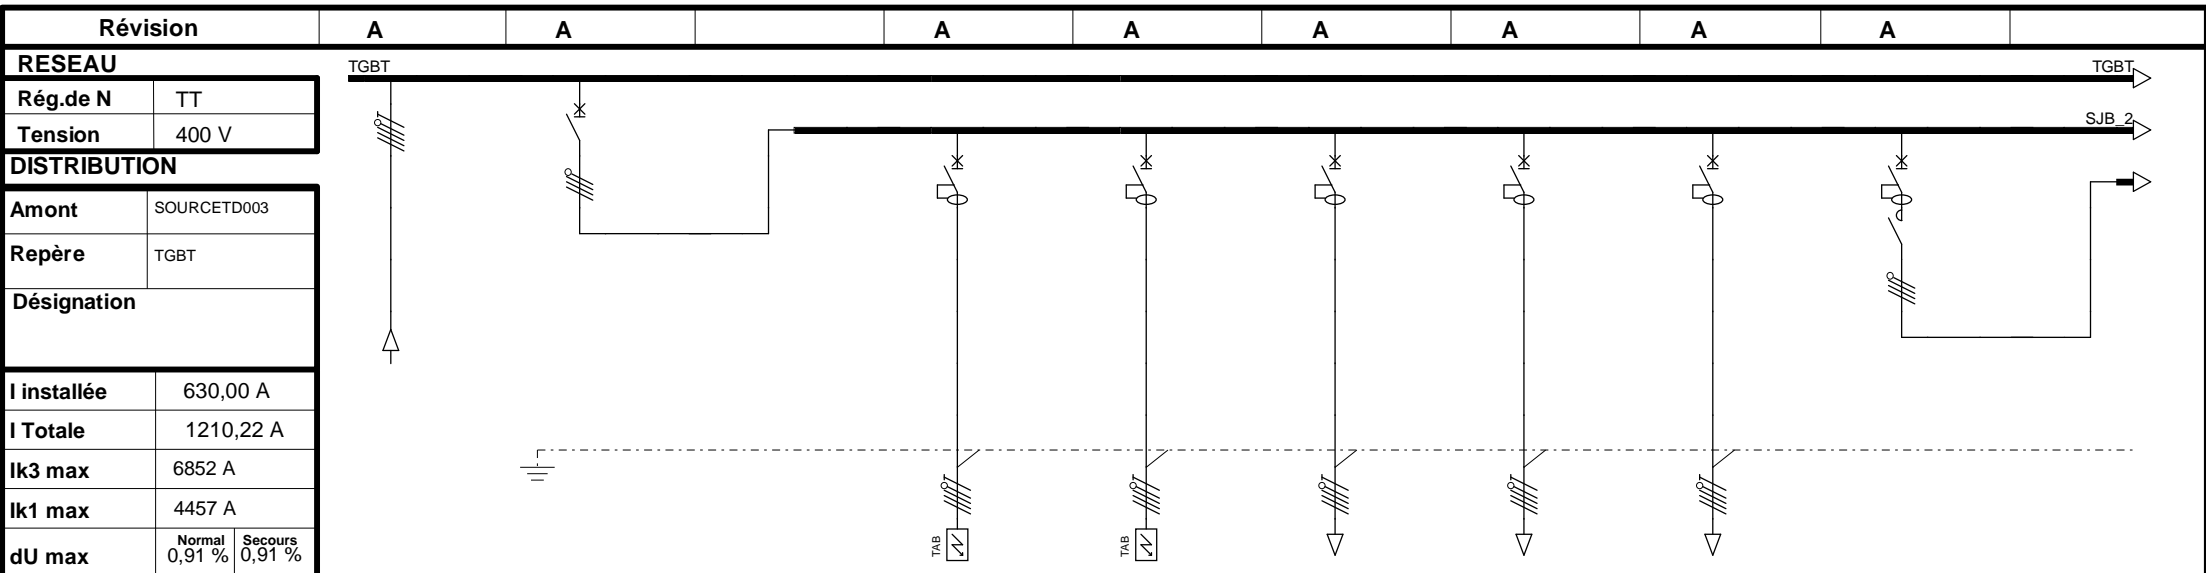 Révision A A A A A A A A
RESEAU
TGBT TGBT
Rég.de N TT
SJB_2
Tension 400 V
DISTRIBUTION
Amont SOURCETD003
Repère TGBT
Désignation
I installée 630,00 A
I Totale 1210,22 A
Ik3 max 6852 A
Ik1 max 4457 A
dU max Normal 0,91 % Secours 0,91 %
TAB TAB